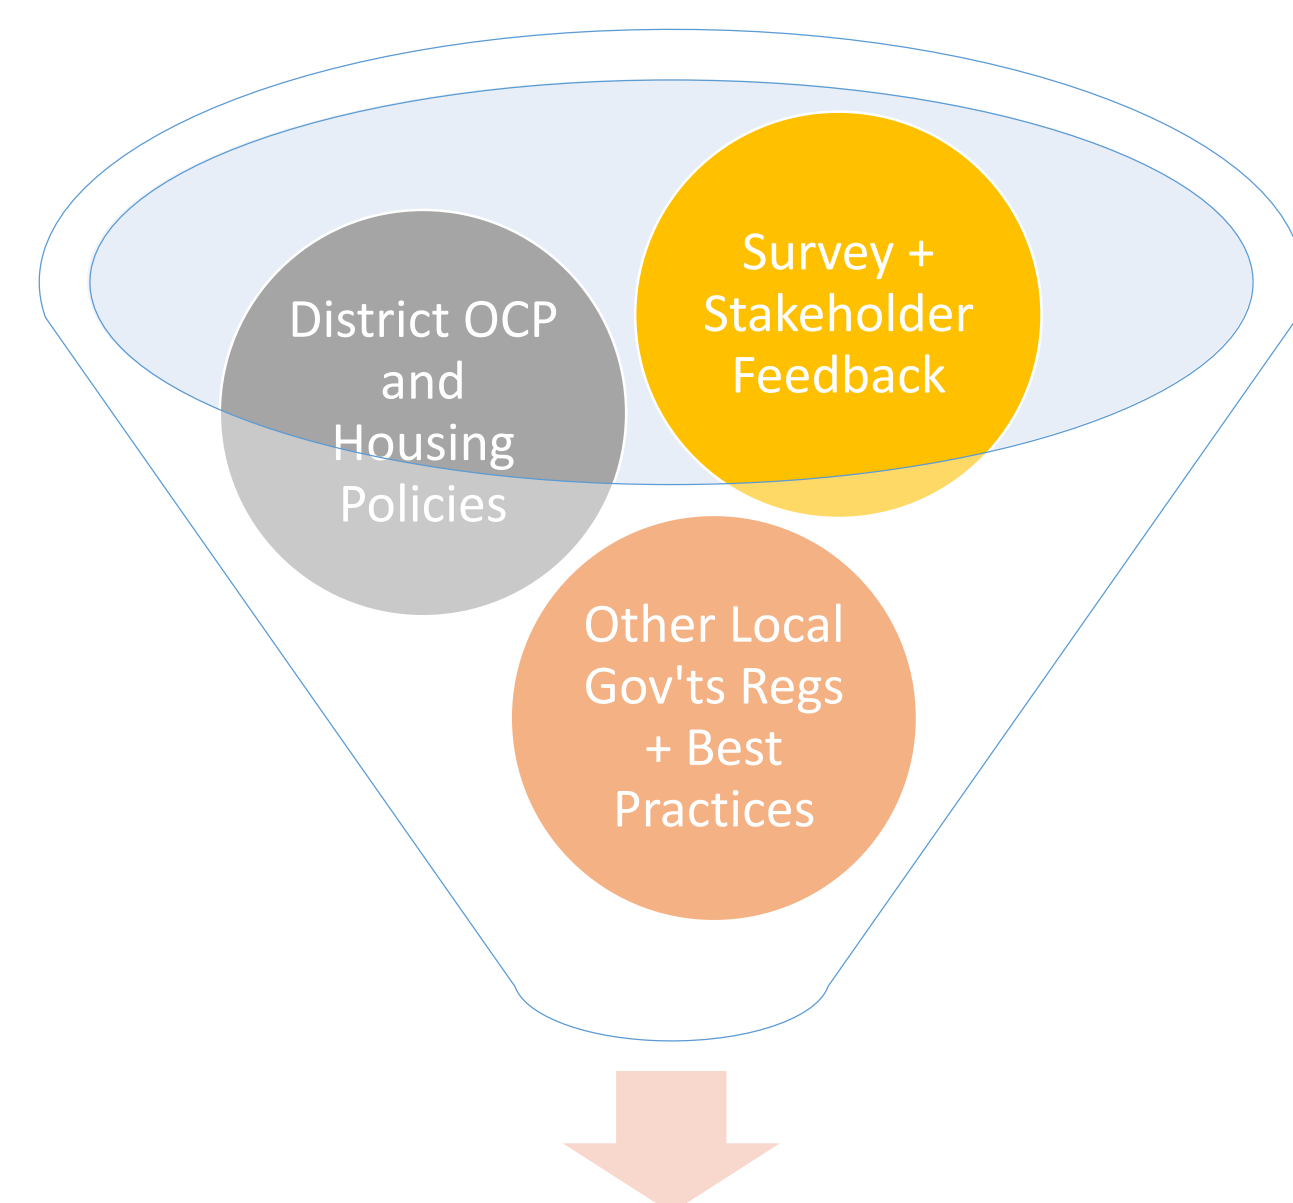 District OCP
and
Housing
Policies
Survey +
Stakeholder
Feedback
Other Local
Gov'ts Regs
+ Best
Practices